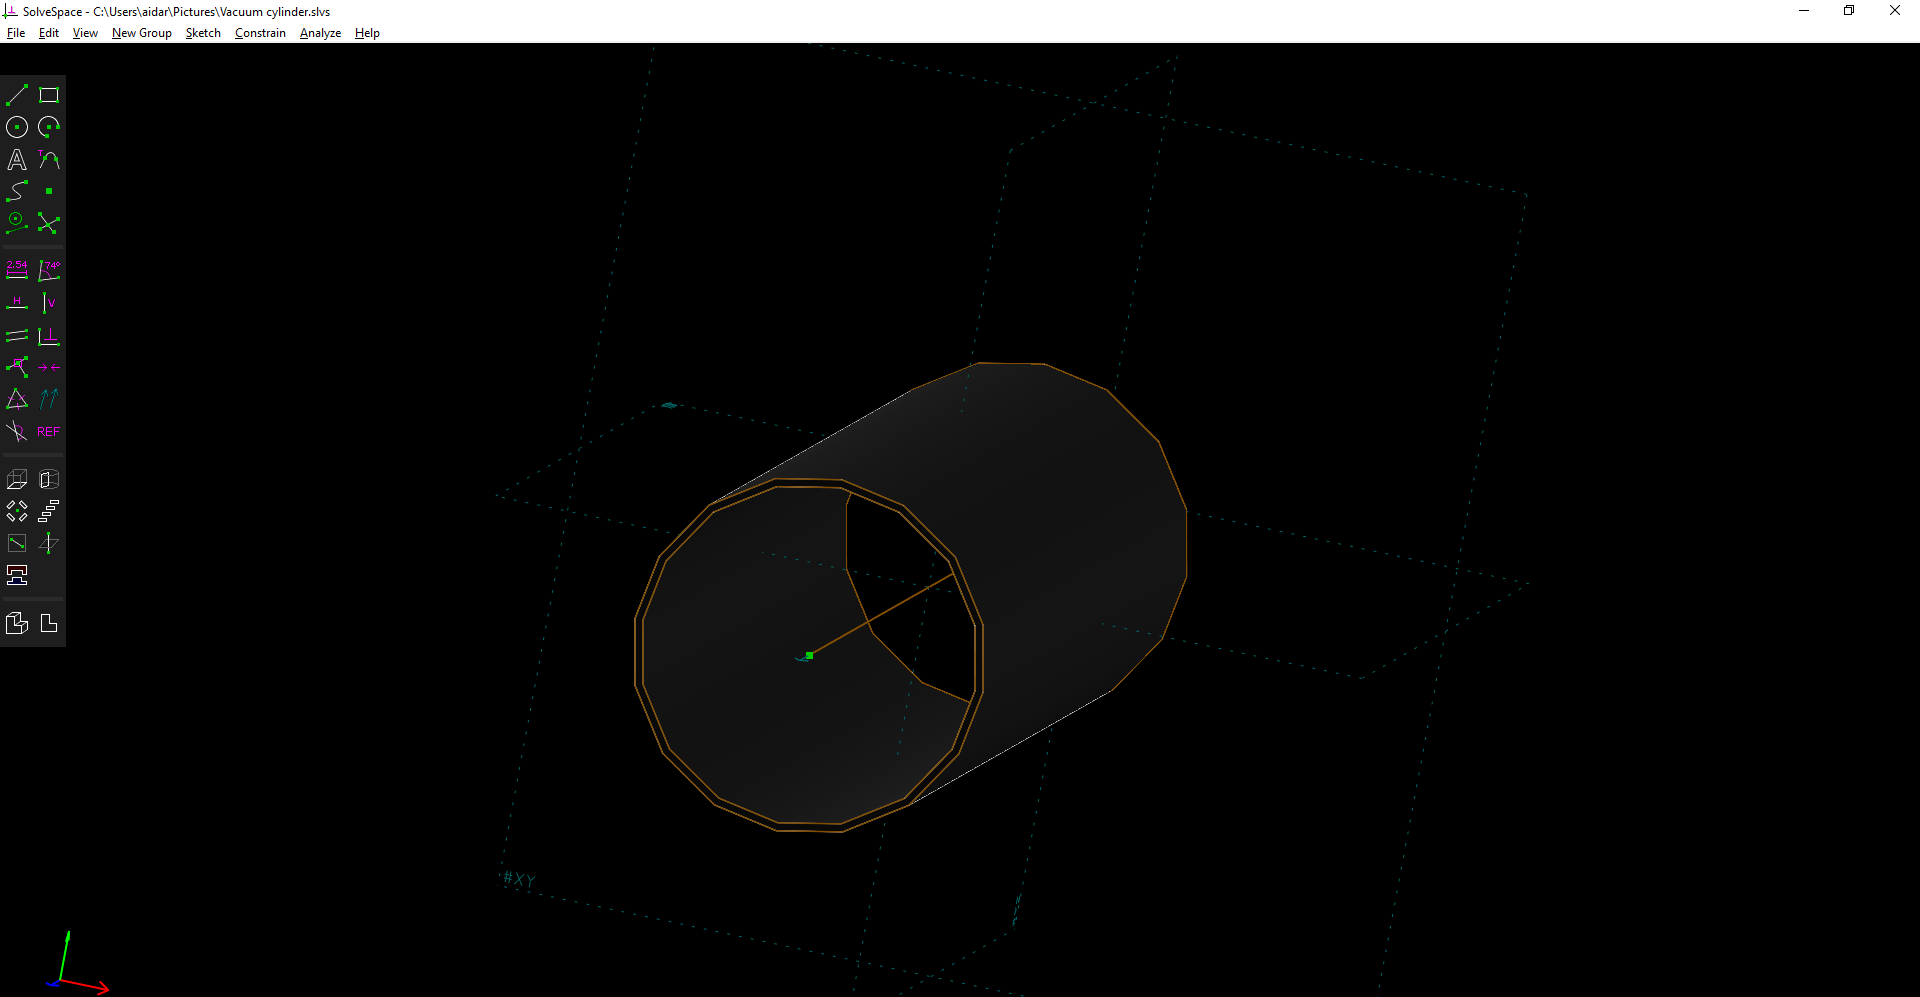 SolveSpace - C:\Users\aidar\Pictures\Vacuum cylinder.slvs
File Edit View New Group Sketch Constrain Analyze Help
A T
2.54 74°
H V
REF
#XY